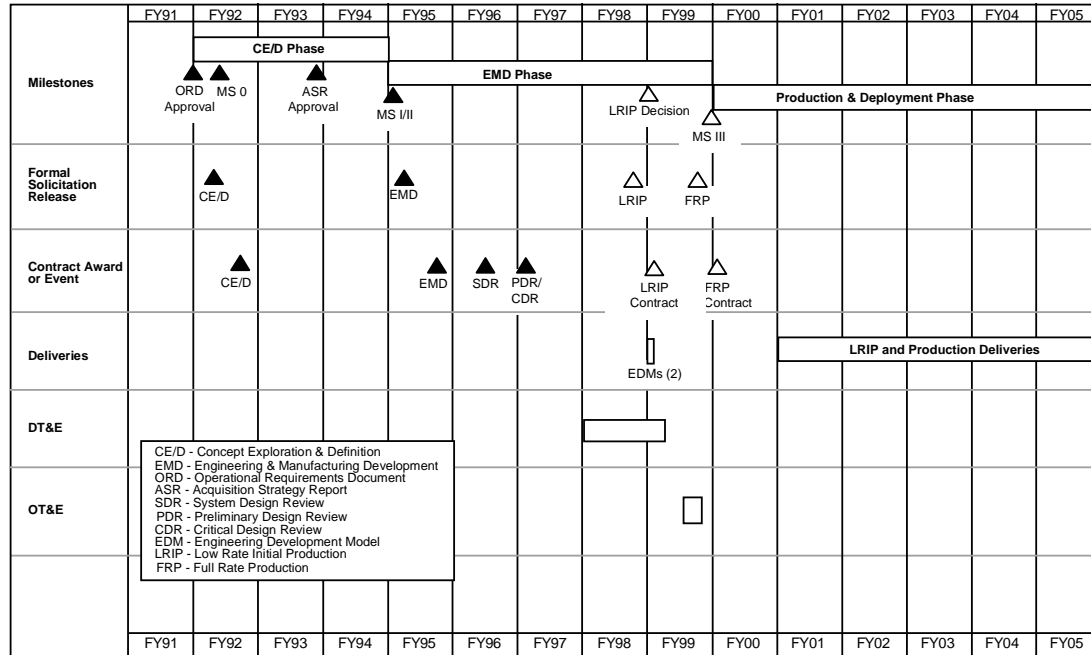 FY91 FY92 FY93 FY94 FY95 FY96 FY97 FY98 FY99 FY00 FY01 FY02 FY03 FY04 FY05
CE/D Phase
EMD Phase
Milestones
Production & Deployment Phase
ORD
Approval
MS 0
ASR
Approval
MS I/II
LRIP Decision
MS III
Formal
Solicitation
Release
CE/D
EMD
LRIP
FRP
Contract Award
or Event
CE/D
EMD
SDR
PDR/
CDR
LRIP
Contract
FRP
Contract
Deliveries
EDMs (2)
LRIP and Production Deliveries
DT&E
CE/D - Concept Exploration & Definition
EMD - Engineering & Manufacturing Development
ORD - Operational Requirements Document
ASR - Acquisition Strategy Report
SDR - System Design Review
PDR - Preliminary Design Review
CDR - Critical Design Review
EDM - Engineering Development Model
LRIP - Low Rate Initial Production
FRP - Full Rate Production
OT&E
FY91 FY92 FY93 FY94 FY95 FY96 FY97 FY98 FY99 FY00 FY01 FY02 FY03 FY04 FY05